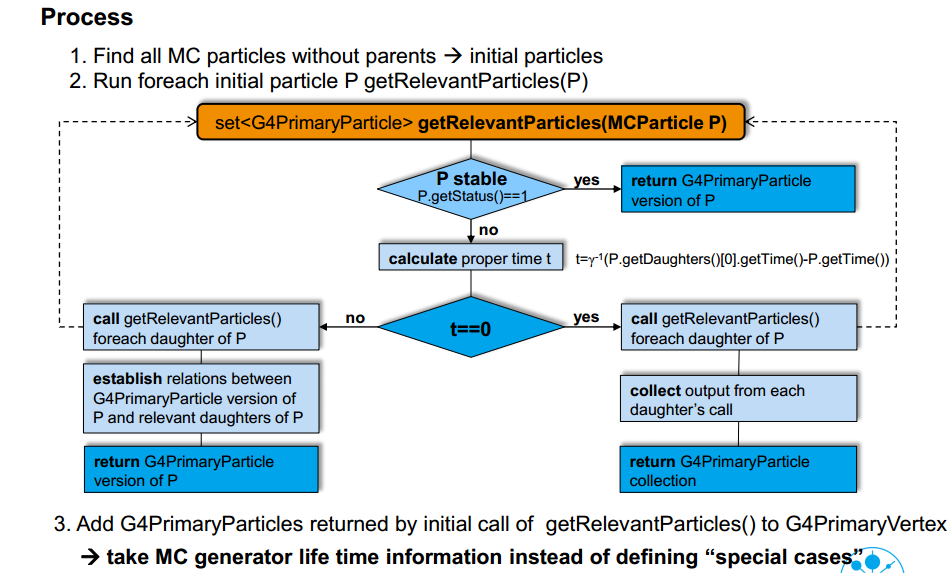 Process
1. Find all MC particles without parents → initial particles
2. Run foreach initial particle P getRelevantParticles(P)
set<G4PrimaryParticle> getRelevantParticles(MCParticle P)
P stable
P.getStatus()==1
yes
return G4PrimaryParticle
version of P
no
calculate proper time t
t=γ-1(P.getDaughters()[0].getTime()-P.getTime())
t==0
no
yes
call getRelevantParticles()
foreach daughter of P
establish relations between
G4PrimaryParticle version of
P and relevant daughters of P
return G4PrimaryParticle
version of P
call getRelevantParticles()
foreach daughter of P
collect output from each
daughter's call
return G4PrimaryParticle
collection
3. Add G4PrimaryParticles returned by initial call of getRelevantParticles() to G4PrimaryVertex
→ take MC generator life time information instead of defining “special cases”